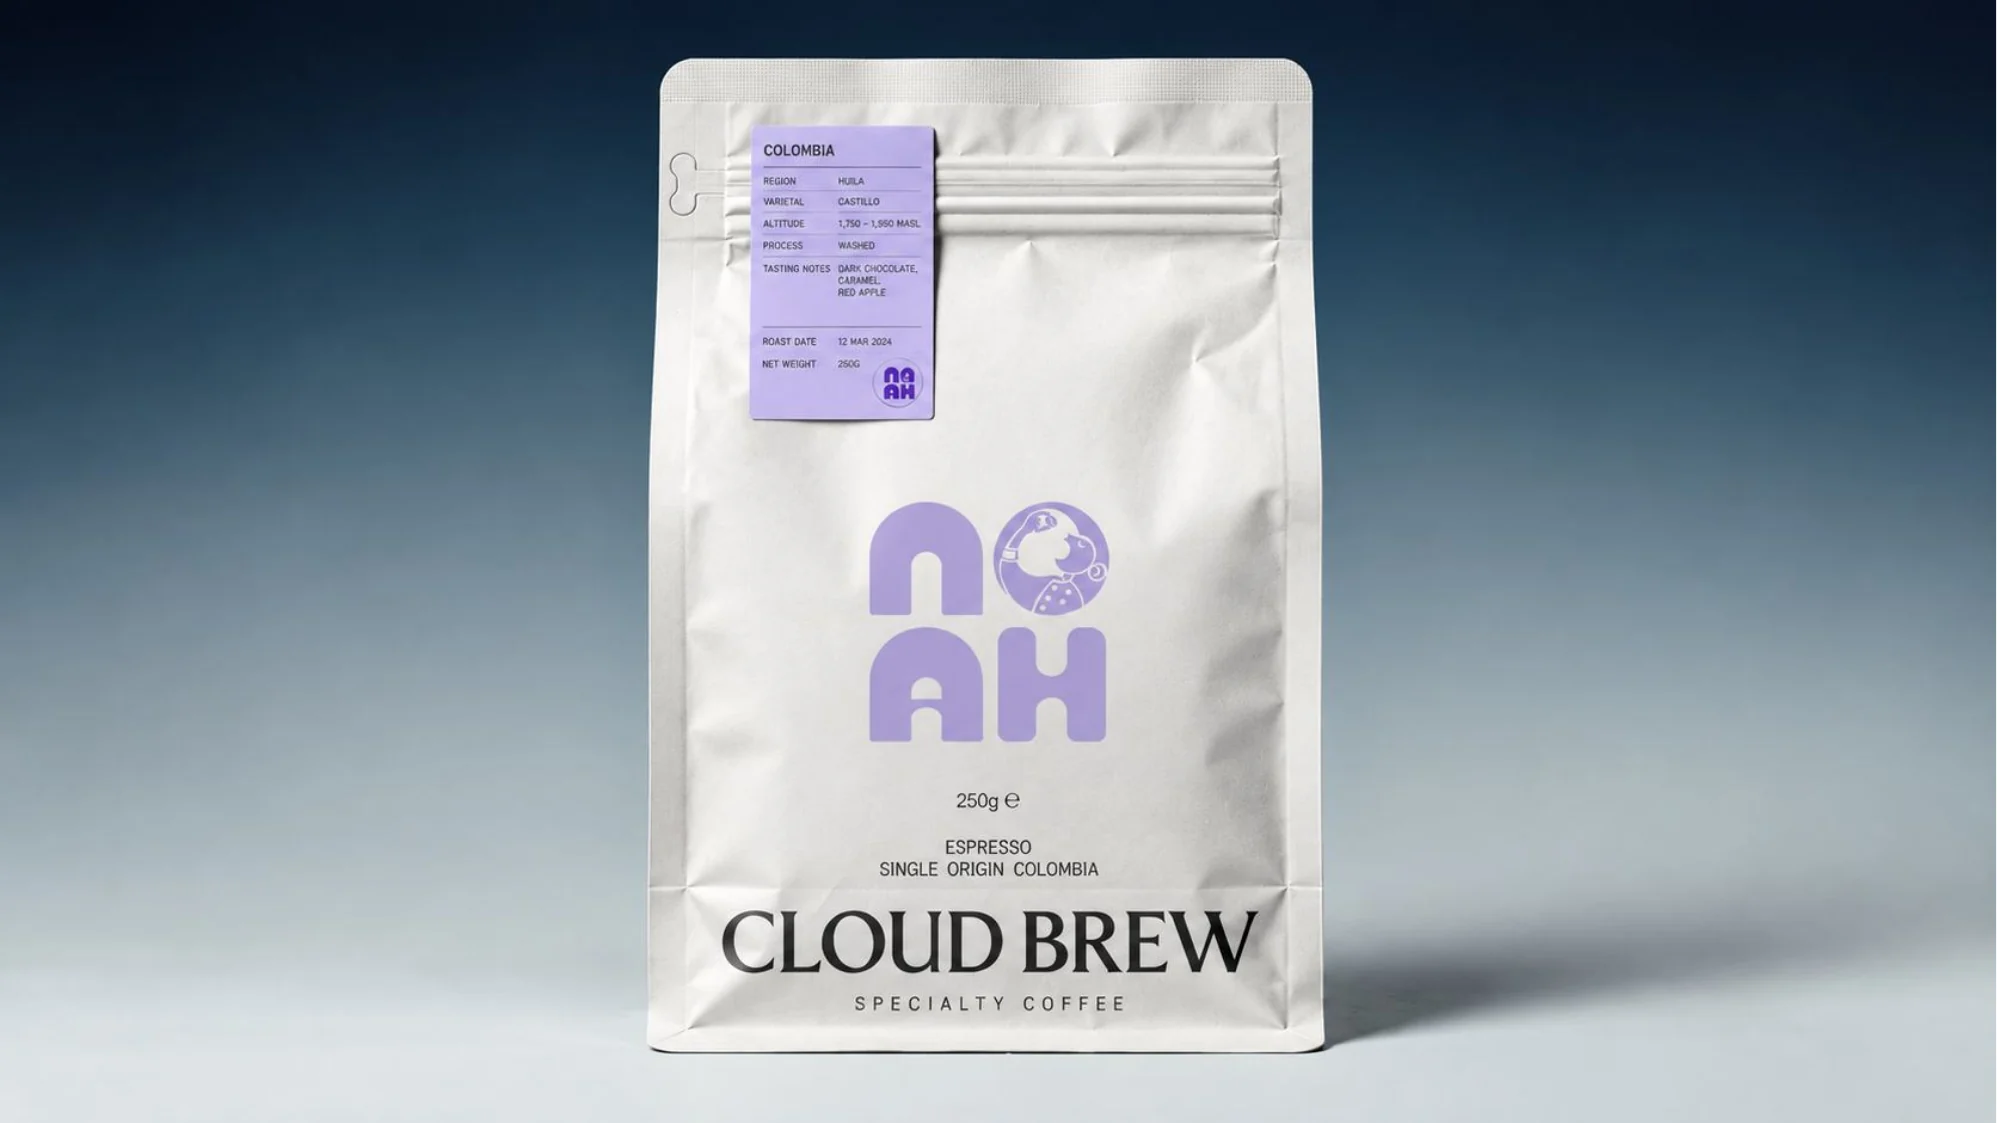 COLOMBIA
REGION HUILA
VARIETAL CASTILLO
ALTITUDE 1,750 – 1,950 MASL
PROCESS WASHED
TASTING NOTES DARK CHOCOLATE,
CARAMEL,
RED APPLE
ROAST DATE 12 MAR 2024
NET WEIGHT 250G
NO
AH
NO
AH
250g ℮
ESPRESSO
SINGLE ORIGIN COLOMBIA
CLOUD BREW
SPECIALTY COFFEE